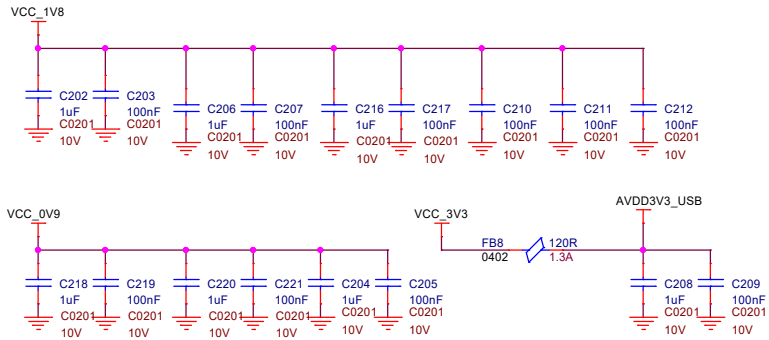 VCC_1V8
C202 C203 C206 C207 C216 C217 C210 C211 C212
1uF 100nF 1uF 100nF 1uF 100nF 100nF 100nF 100nF
C0201 C0201 C0201 C0201 C0201 C0201 C0201 C0201 C0201
10V 10V 10V 10V 10V 10V 10V 10V 10V
VCC_0V9 VCC_3V3 AVDD3V3_USB
FB8 120R
0402 1.3A
C218 C219 C220 C221 C204 C205 C208 C209
1uF 100nF 1uF 100nF 1uF 100nF 1uF 100nF
C0201 C0201 C0201 C0201 C0201 C0201 C0201 C0201
10V 10V 10V 10V 10V 10V 10V 10V